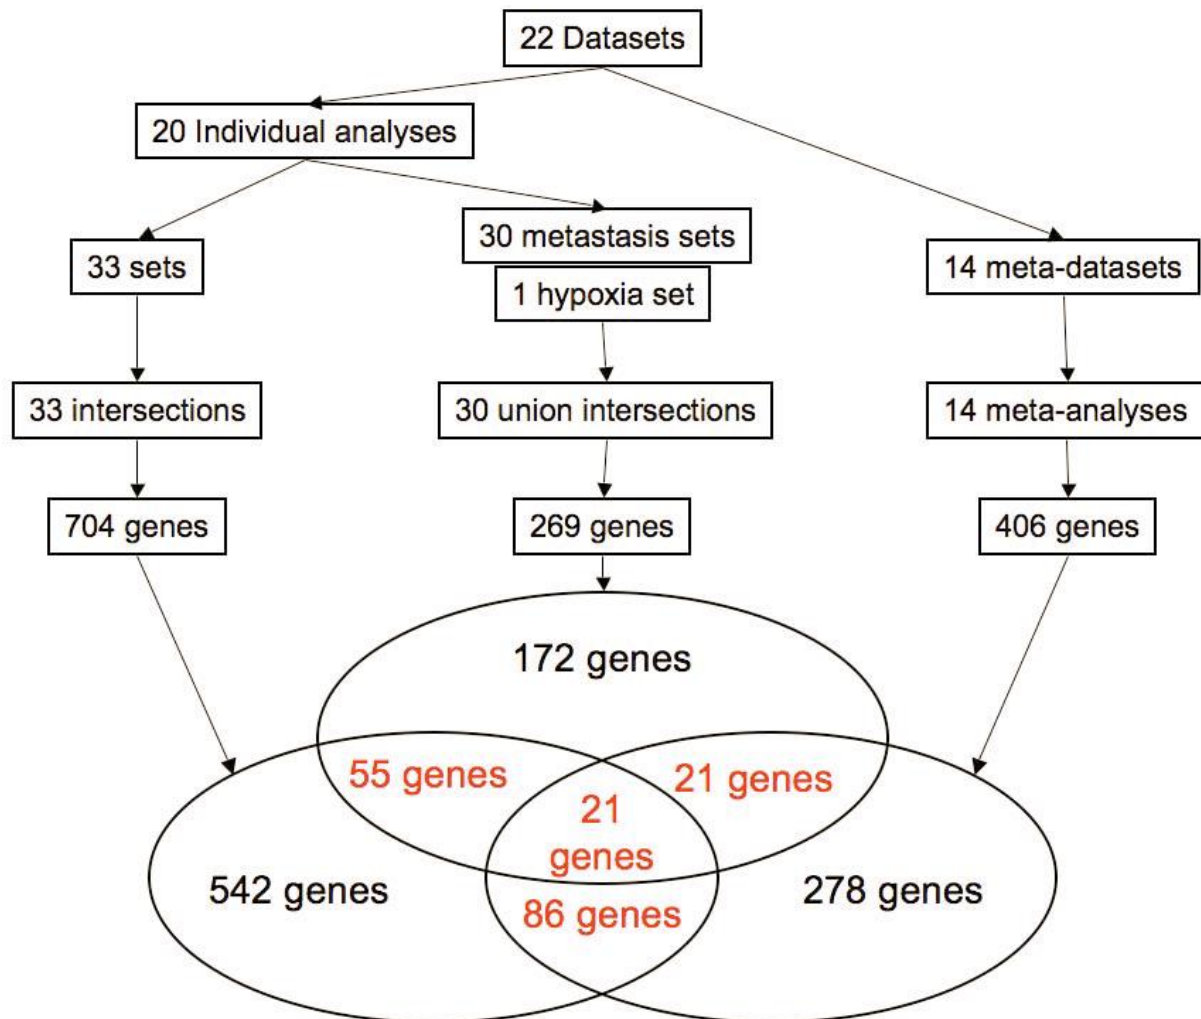 22 Datasets
20 Individual analyses
30 metastasis sets
33 sets
14 meta-datasets
1 hypoxia set
33 intersections
30 union intersections
14 meta-analyses
704 genes
269 genes
406 genes
172 genes
55 genes
21 genes
21
genes
542 genes
278 genes
86 genes